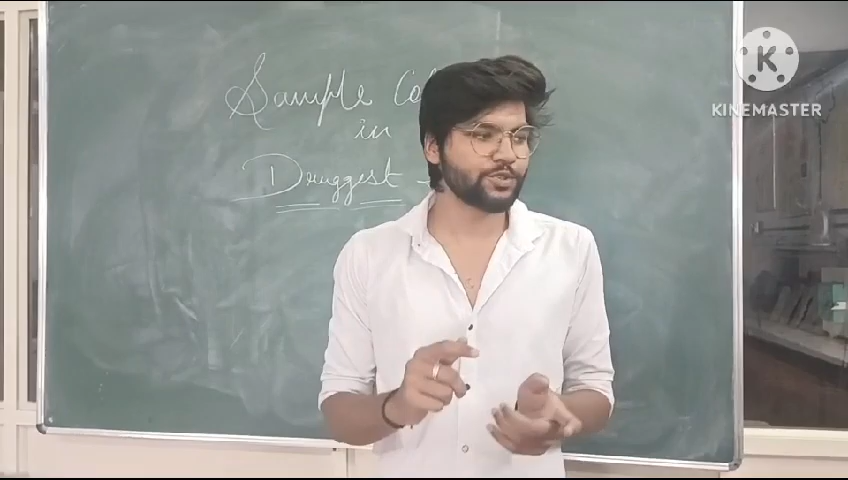 Sample
in
Druggest
K
KINEMASTER